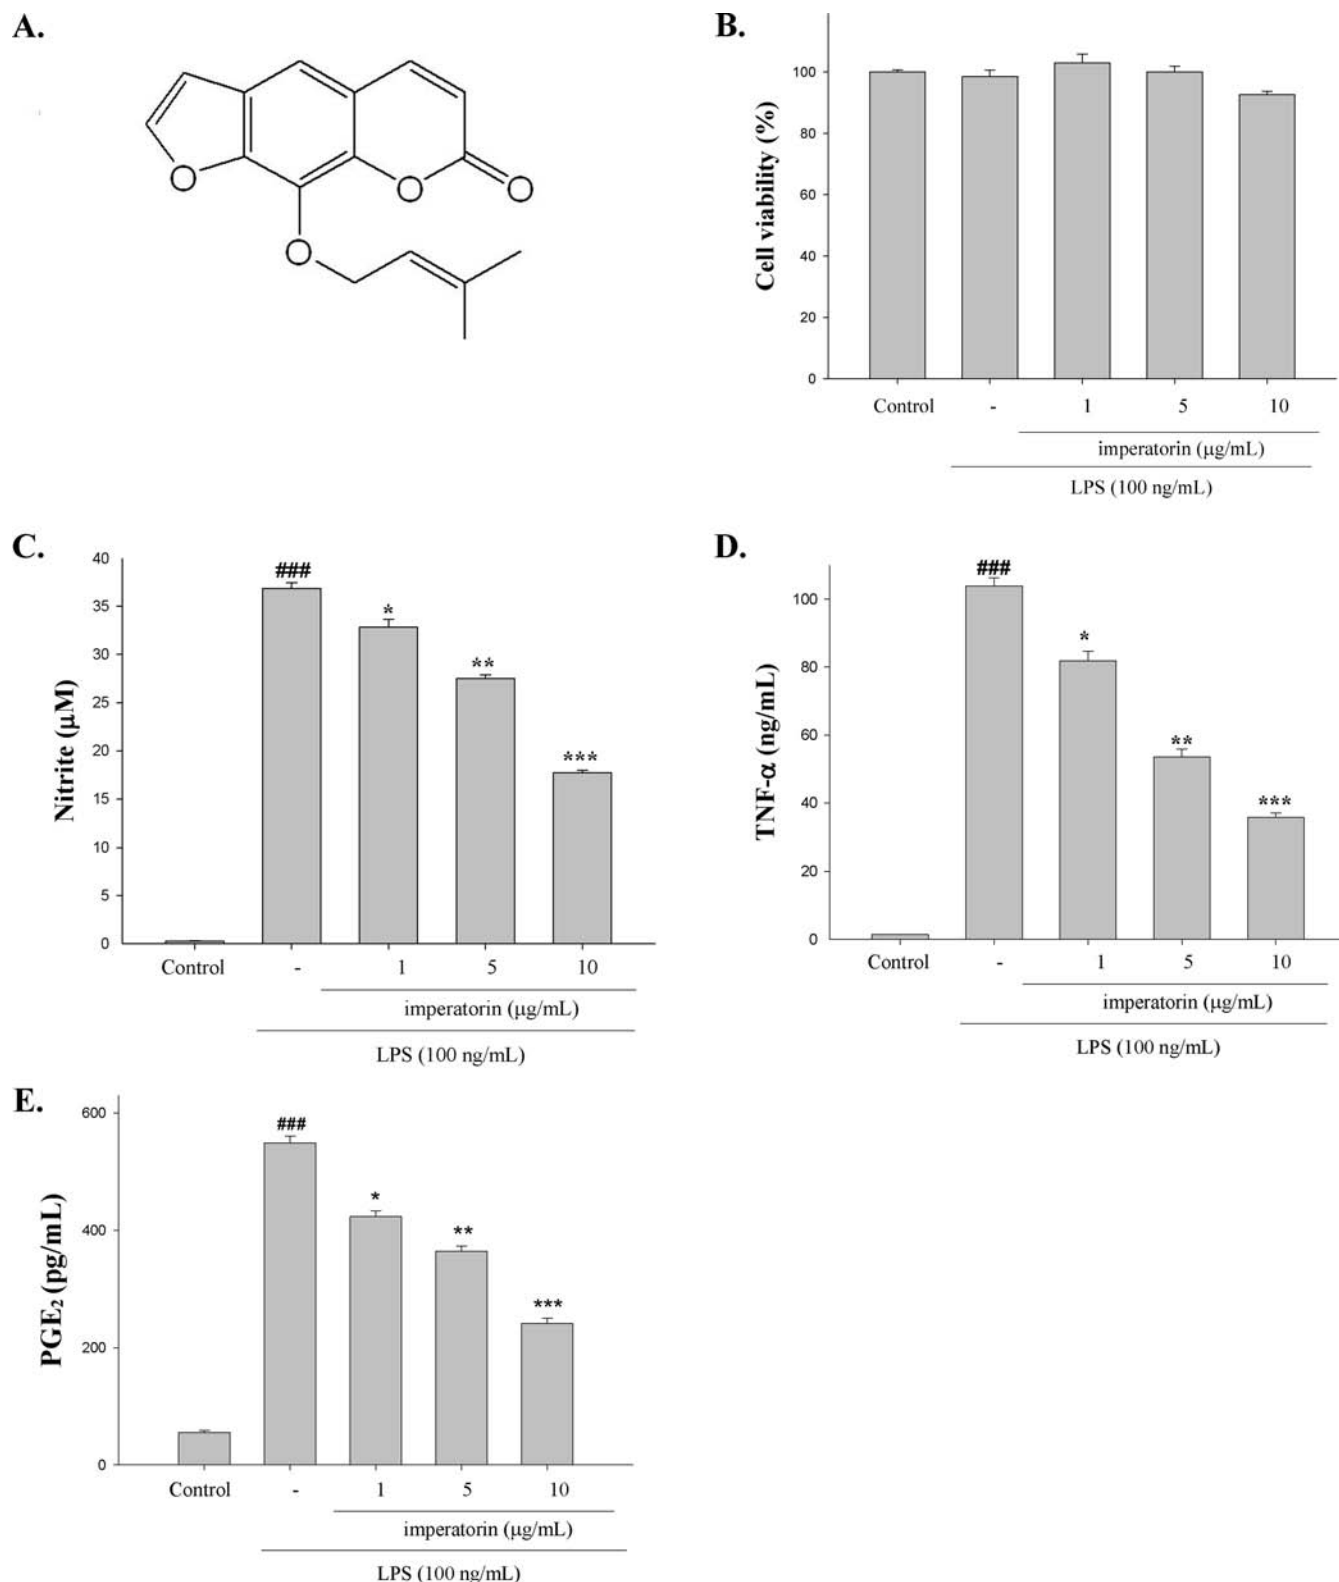 A.
O
O
O
O
B.
Cell viability (%)
100
80
60
40
20
0
Control - 1 5 10
imperatorin (μg/mL)
LPS (100 ng/mL)
C.
Nitrite (μM)
40
35
30
25
20
15
10
5
0
###
*
**
***
Control - 1 5 10
imperatorin (μg/mL)
LPS (100 ng/mL)
D.
TNF-α (ng/mL)
100
80
60
40
20
0
###
*
**
***
Control - 1 5 10
imperatorin (μg/mL)
LPS (100 ng/mL)
E.
PGE₂ (pg/mL)
600
400
200
0
###
*
**
***
Control - 1 5 10
imperatorin (μg/mL)
LPS (100 ng/mL)